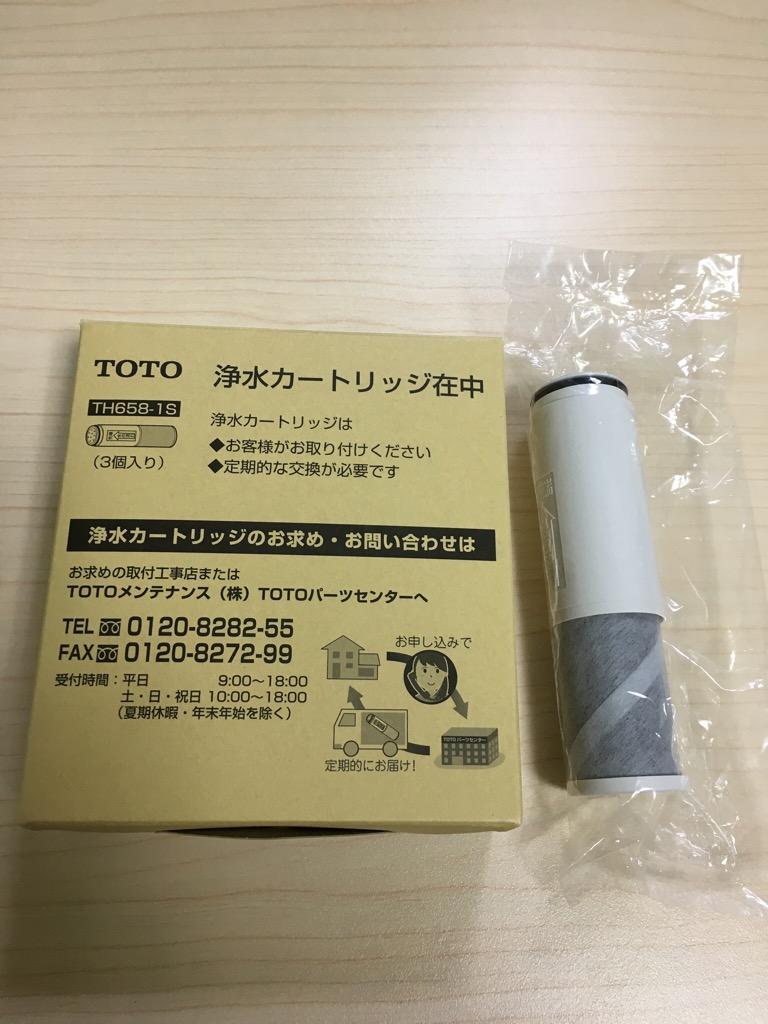 TOTO
浄水カートリッジ在中
TH658-1S
(3個入り)
浄水カートリッジは
◆お客様がお取り付けください
◆定期的な交換が必要です
浄水カートリッジのお求め・お問い合わせは
お求めの取付工事店または
TOTOメンテナンス（株）TOTOパーツセンターへ
TEL 0120-8282-55
FAX 0120-8272-99
受付時間：平日 9:00〜18:00
土・日・祝日 10:00〜18:00
（夏期休暇・年末年始を除く）
お申し込みで
TOTO パーツセンター
定期的にお届け！